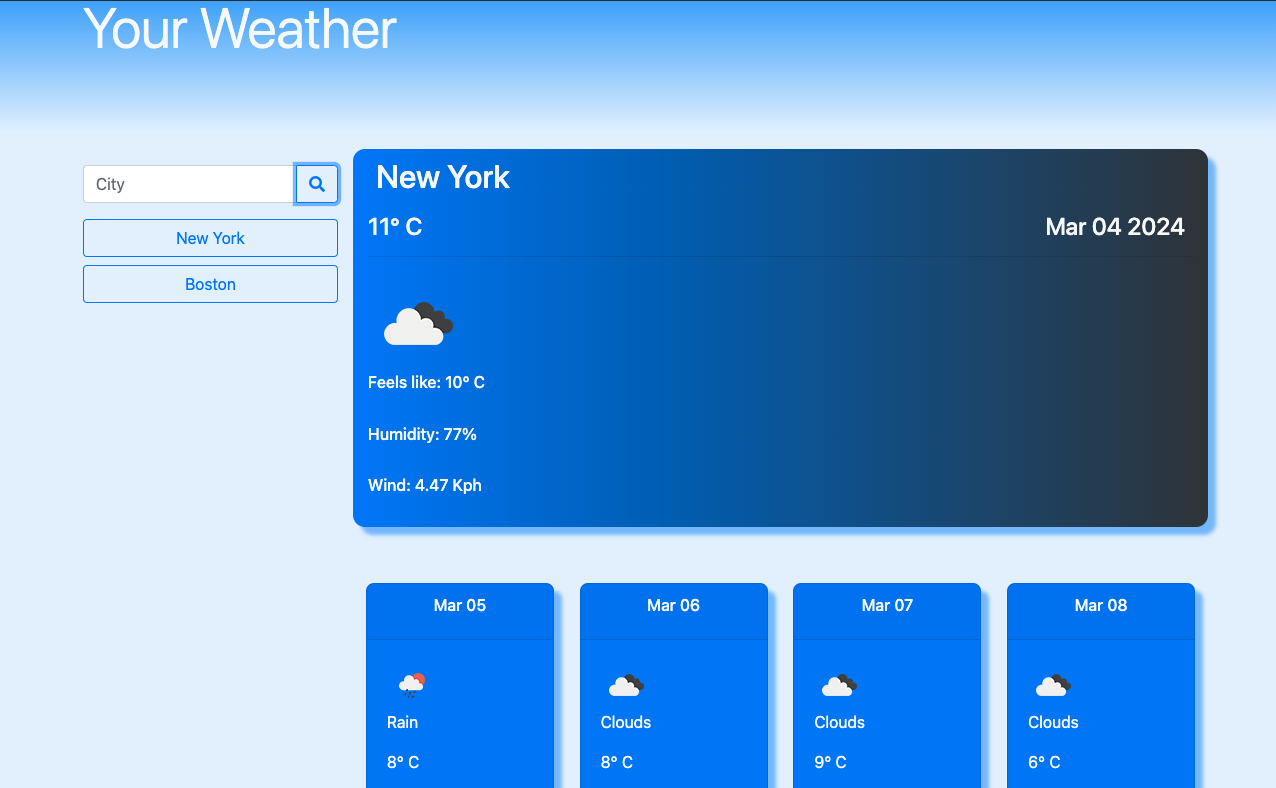 Your Weather
City
New York
Boston
New York
11° C
Mar 04 2024
Feels like: 10° C
Humidity: 77%
Wind: 4.47 Kph
Mar 05
Rain
8° C
Mar 06
Clouds
8° C
Mar 07
Clouds
9° C
Mar 08
Clouds
6° C